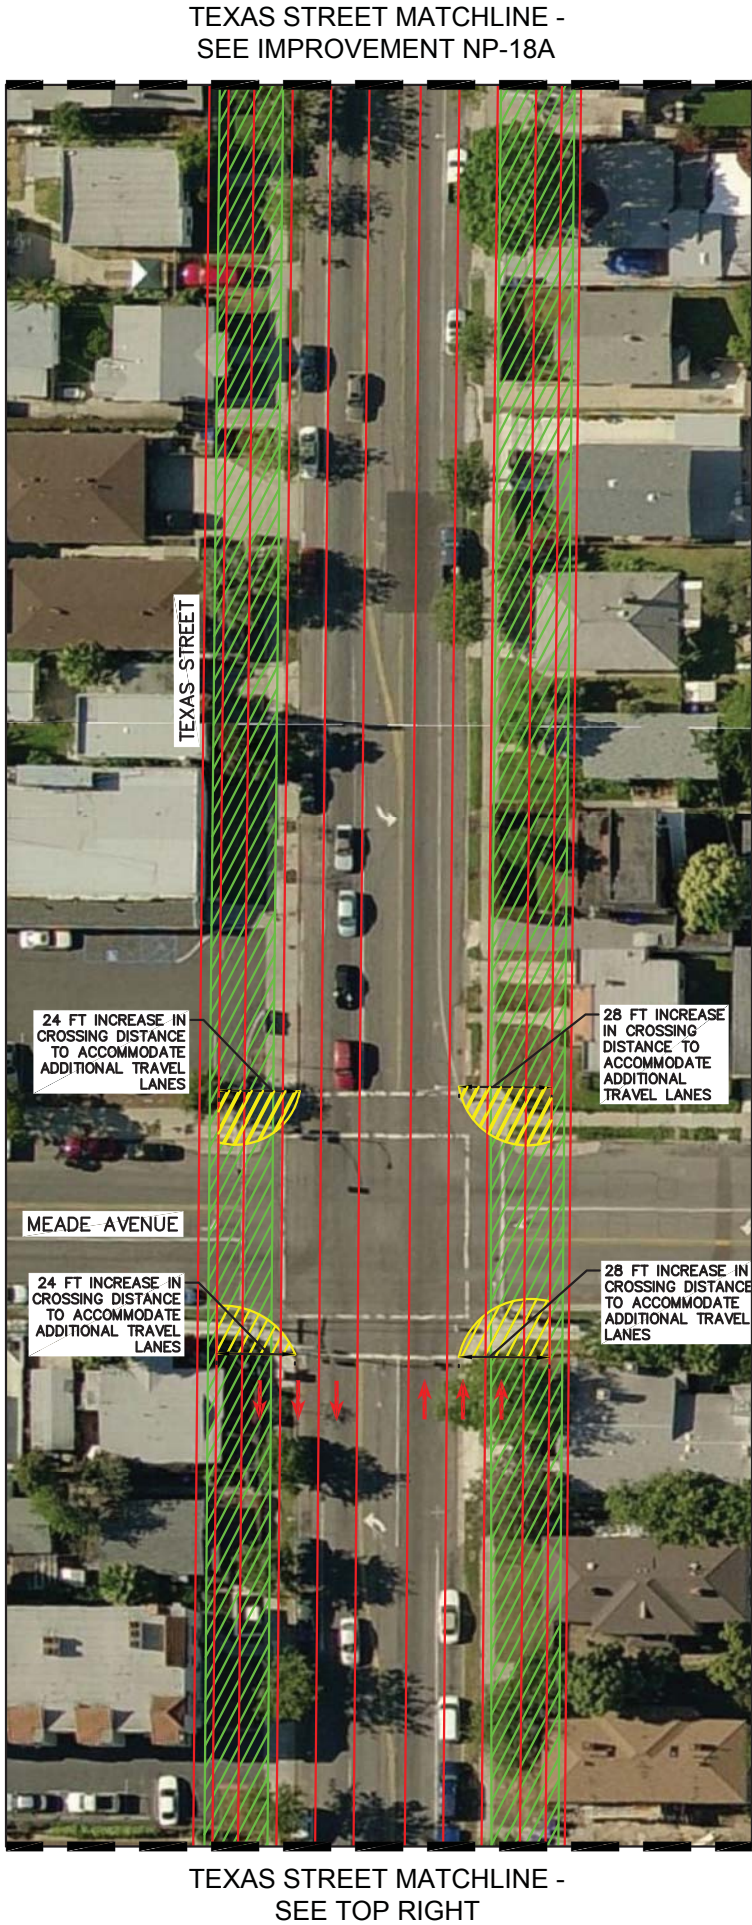 TEXAS STREET MATCHLINE -
SEE IMPROVEMENT NP-18A
TEXAS STREET
24 FT INCREASE IN
CROSSING DISTANCE
TO ACCOMMODATE
ADDITIONAL TRAVEL
LANES
28 FT INCREASE
IN CROSSING
DISTANCE TO
ACCOMMODATE
ADDITIONAL
TRAVEL LANES
MEADE AVENUE
24 FT INCREASE IN
CROSSING DISTANCE
TO ACCOMMODATE
ADDITIONAL TRAVEL
LANES
28 FT INCREASE IN
CROSSING DISTANCE
TO ACCOMMODATE
ADDITIONAL TRAVEL
LANES
TEXAS STREET MATCHLINE -
SEE TOP RIGHT